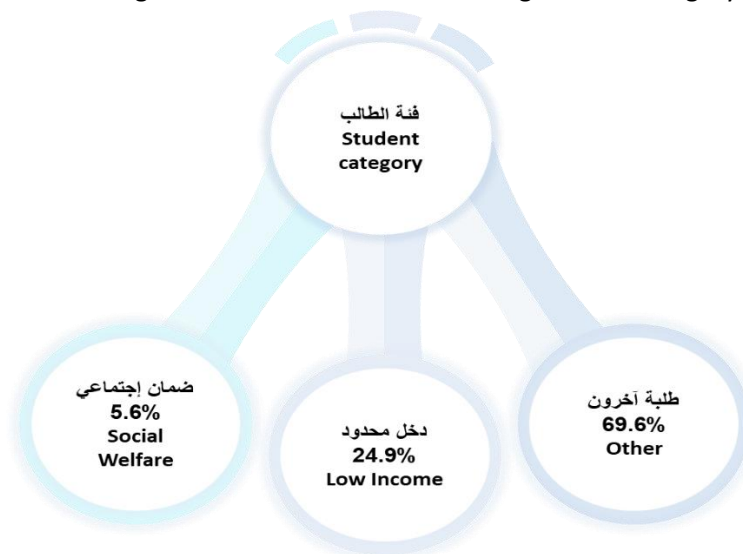 فئة الطالب
Student
category
ضمان إجتماعي
5.6%
Social
Welfare
دخل محدود
24.9%
Low Income
طلبة آخرون
69.6%
Other